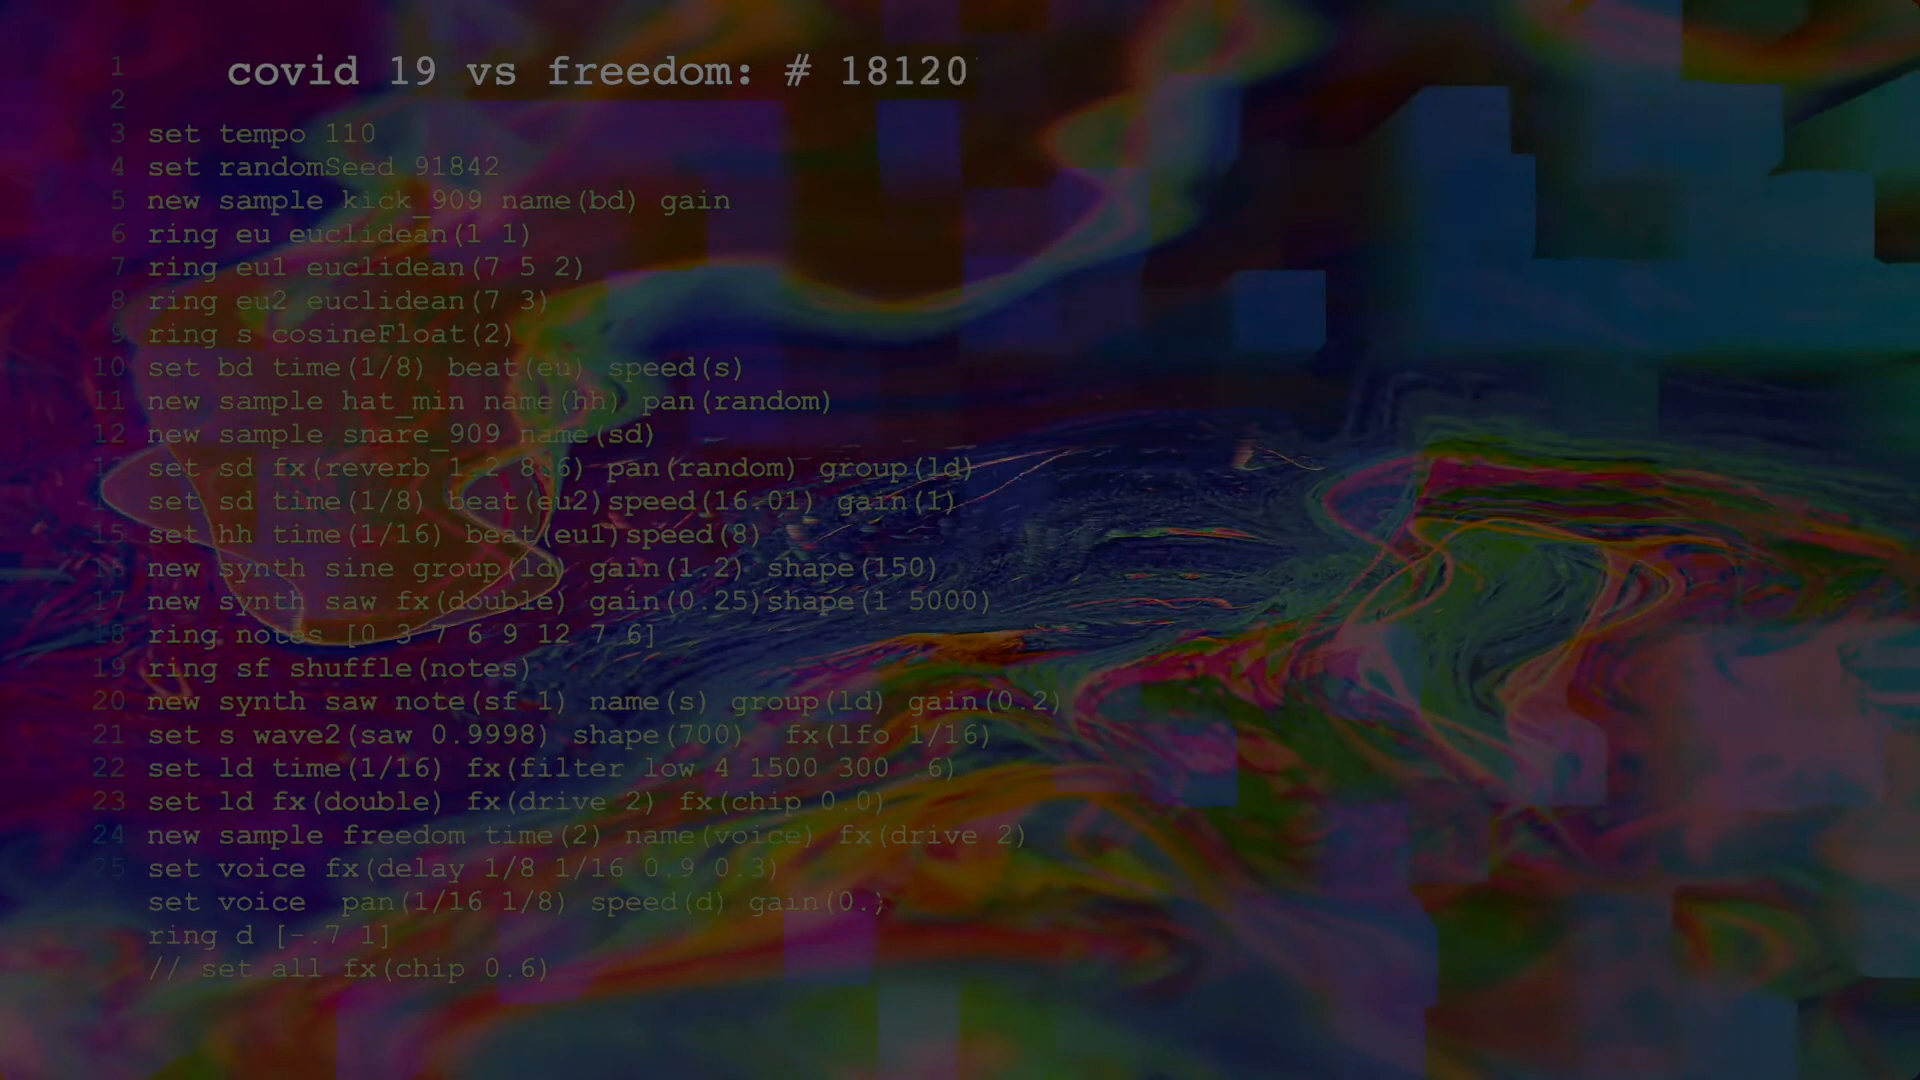 1 covid 19 vs freedom: # 18120
2
3 set tempo 110
4 set randomSeed 91842
5 new sample kick_909 name(bd) gain
6 ring eu euclidean(1 1)
7 ring eu1 euclidean(7 5 2)
8 ring eu2 euclidean(7 3)
9 ring s cosineFloat(2)
10 set bd time(1/8) beat(eu) speed(s)
11 new sample hat_min name(hh) pan(random)
12 new sample snare_909 name(sd)
13 set sd fx(reverb 1.2 8.6) pan(random) group(ld)
set sd time(1/8) beat(eu2)speed(16.01) gain(1)
15 set hh time(1/16) beat(eu1)speed(8)
16 new synth sine group(ld) gain(1.2) shape(150)
17 new synth saw fx(double) gain(0.25)shape(1 5000)
18 ring notes [0 3 7 6 9 12 7 6]
19 ring sf shuffle(notes)
20 new synth saw note(sf 1) name(s) group(ld) gain(0.2)
21 set s wave2(saw 0.9998) shape(700) fx(lfo 1/16)
22 set ld time(1/16) fx(filter low 4 1500 300 .6)
23 set ld fx(double) fx(drive 2) fx(chip 0.0)
24 new sample freedom time(2) name(voice) fx(drive 2)
25 set voice fx(delay 1/8 1/16 0.9 0.3)
set voice pan(1/16 1/8) speed(d) gain(0.)
ring d [-.7 1]
// set all fx(chip 0.6)